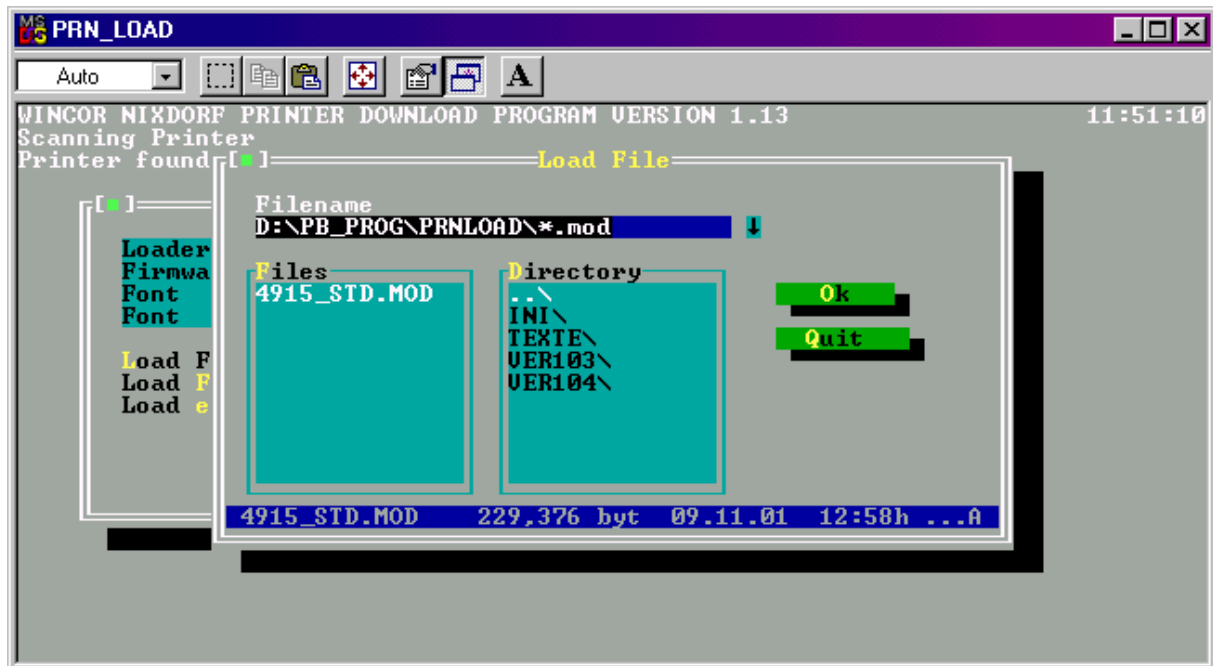 PRN_LOAD
Auto
A
WINCOR NIXDORF PRINTER DOWNLOAD PROGRAM VERSION 1.13 11:51:10
Scanning Printer
Printer found
Load File
Filename
D:\PB_PROG\PRNLOAD\*.mod
Loader
Firmwa
Font
Font
Load F
Load F
Load e
Files
4915_STD.MOD
Directory
..\
INI\
TEXTE\
VER103\
VER104\
Ok
Quit
4915_STD.MOD 229,376 byt 09.11.01 12:58h ...A